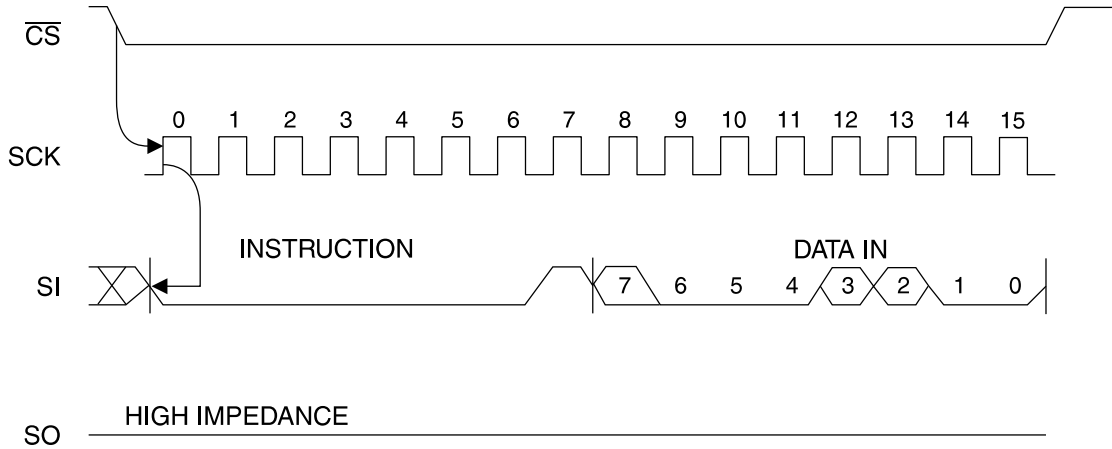 CS
0 1 2 3 4 5 6 7 8 9 10 11 12 13 14 15
SCK
INSTRUCTION DATA IN
SI 7 6 5 4 3 2 1 0
HIGH IMPEDANCE
SO